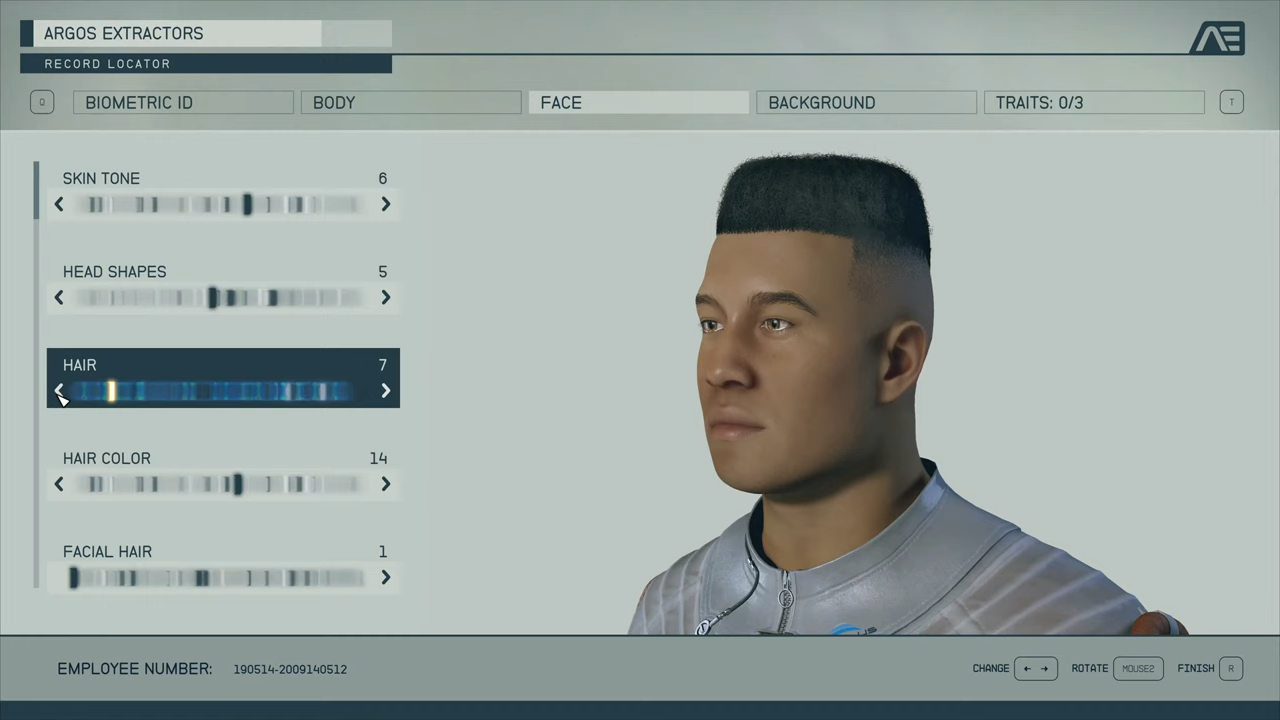 ARGOS EXTRACTORS
RECORD LOCATOR
AE
Q BIOMETRIC ID BODY FACE BACKGROUND TRAITS: 0/3 T
SKIN TONE 6
HEAD SHAPES 5
HAIR 7
HAIR COLOR 14
FACIAL HAIR 1
EMPLOYEE NUMBER: 190514-2009140512 CHANGE ROTATE MOUSE2 FINISH R